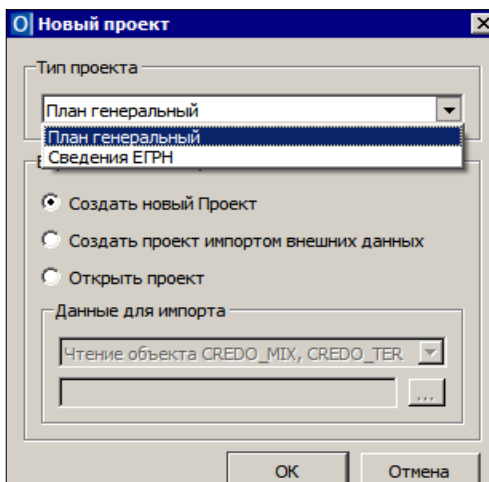 Новый проект
Тип проекта
План генеральный
План генеральный
Сведения ЕГРН
Создать новый Проект
Создать проект импортом внешних данных
Открыть проект
Данные для импорта
Чтение объекта CREDO_MIX, CREDO_TER
...
ОК
Отмена